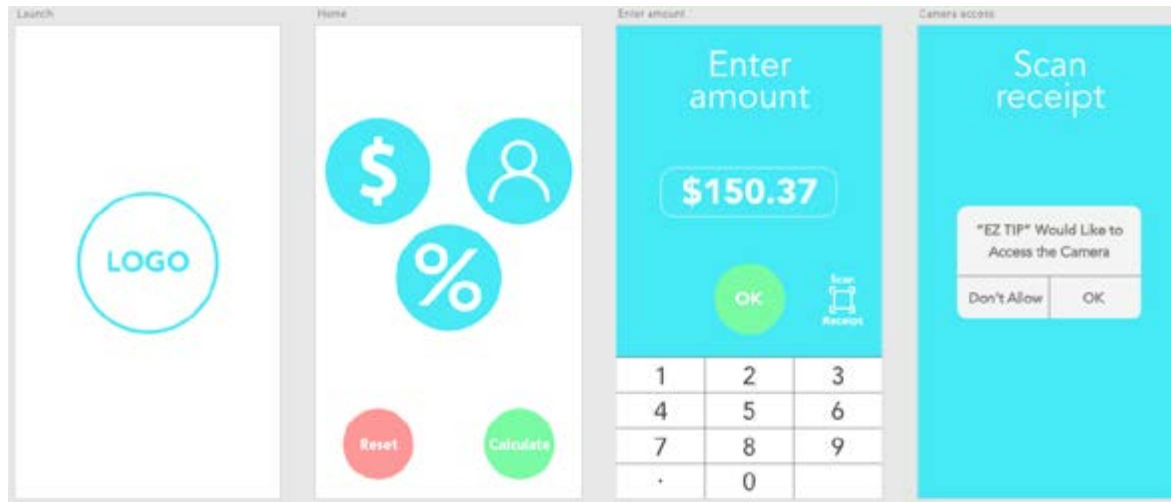 Launch
LOGO
Home
$
%
Reset
Calculate
Enter amount
Enter
amount
$150.37
OK
Scan
Receipt
1 2 3
4 5 6
7 8 9
. 0
Camera access
Scan
receipt
"EZ TIP" Would Like to
Access the Camera
Don't Allow OK